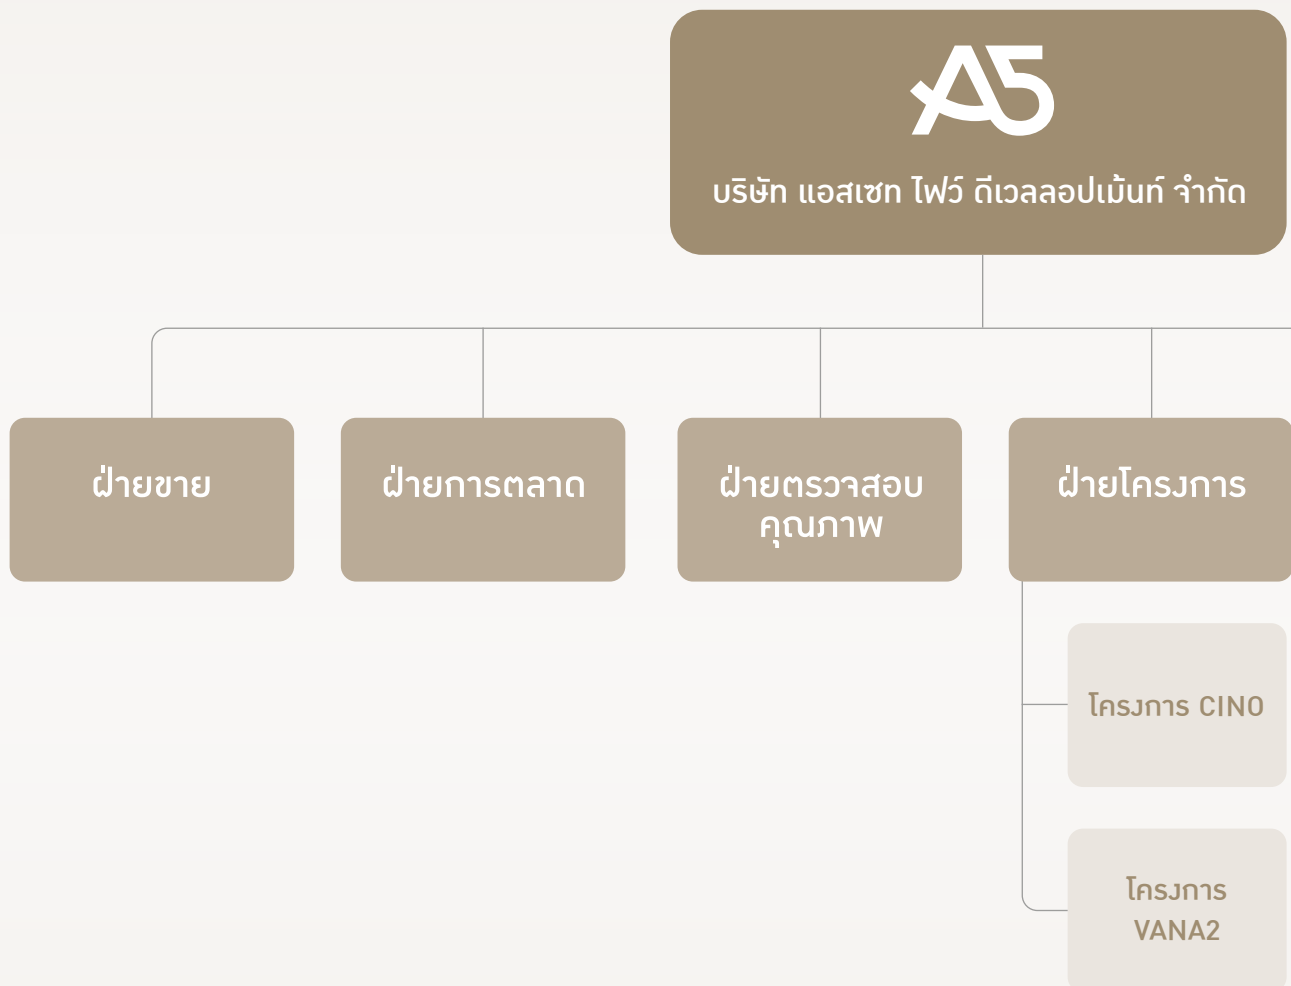 A5
บริษัท แอสเซท ไฟว์ ดีเวลลอปเม้นท์ จำกัด
ฝ่ายขาย
ฝ่ายการตลาด
ฝ่ายตรวจสอบ
คุณภาพ
ฝ่ายโครงการ
โครงการ CINO
โครงการ
VANA2